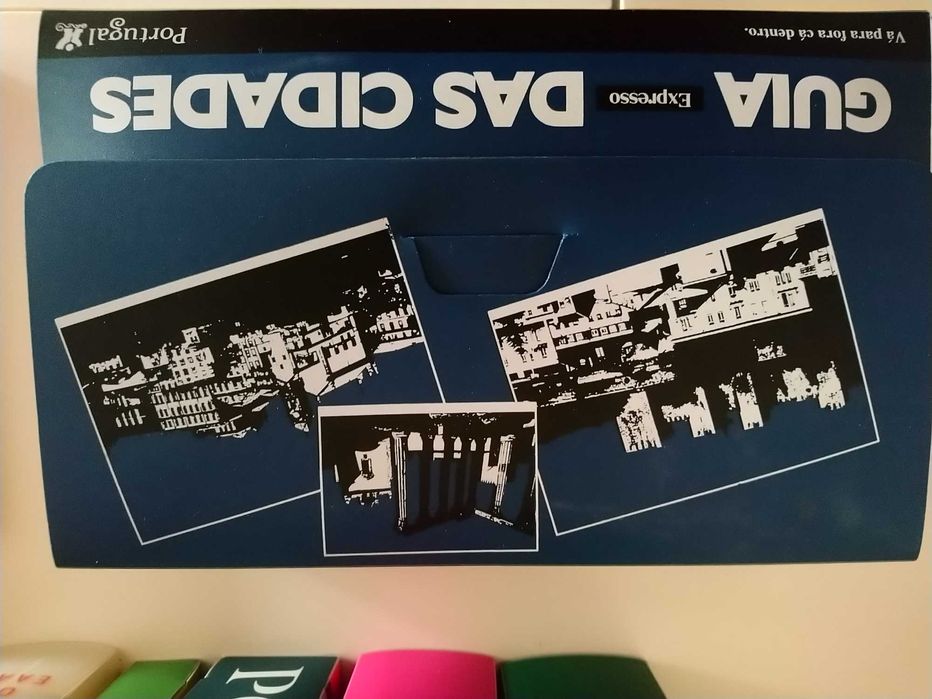 GUIA Expresso DAS CIDADES
Vá para fora cá dentro. Portugal